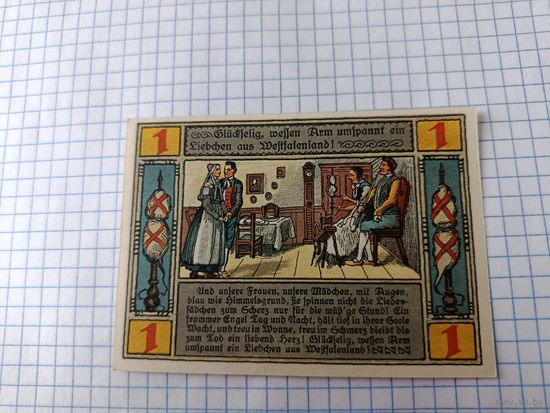 1 Glückselig, wessen Arm umspannt ein 1
Liebchen aus Westfalenland!
Und unsere Frauen, unsere Mädchen, mit Augen
blau wie Himmelsgrund, sie spinnen nicht die Liebes=
fädchen zum Scherz nur für die müß'ge Stund! Ein
frommer Engel Tag und Nacht, hält tief in ihrer Seele
Wacht, und treu in Wonne, treu im Schmerz bleibt bis
zum Tod ein liebend Herz! Glückselig, wessen Arm
umspannt ein Liebchen aus Westfalenland!
1 1